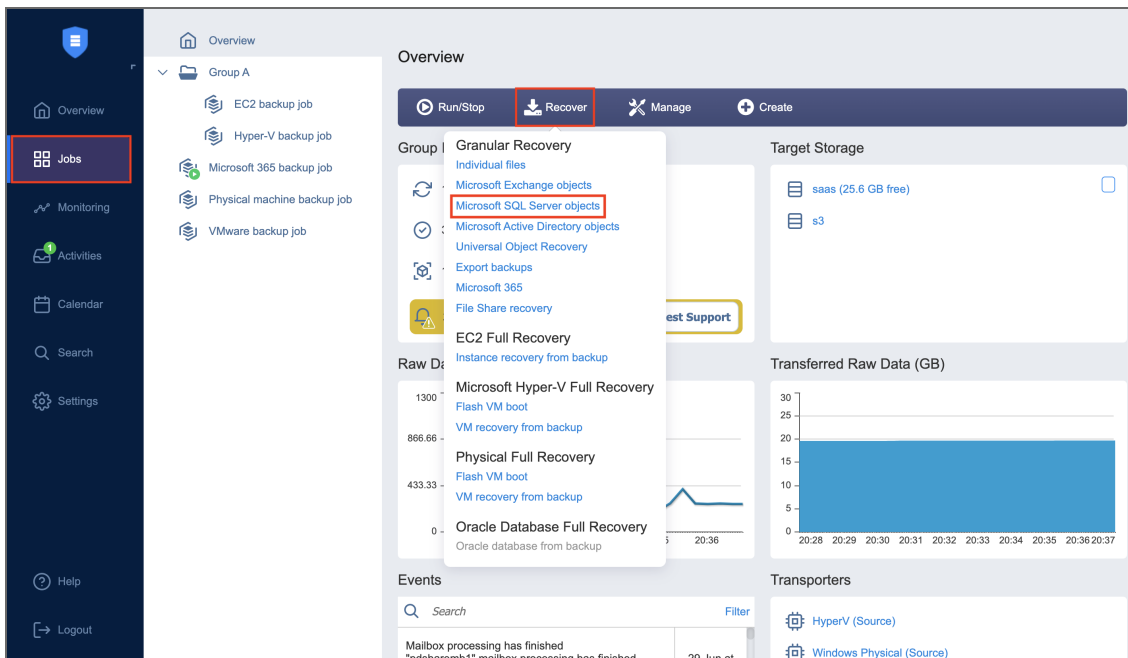 Overview
Jobs
Monitoring
1
Activities
Calendar
Search
Settings
Help
Logout
Overview
Group A
EC2 backup job
Hyper-V backup job
Microsoft 365 backup job
Physical machine backup job
VMware backup job
Overview
Run/Stop
Recover
Manage
Create
Group
Granular Recovery
Individual files
Microsoft Exchange objects
Microsoft SQL Server objects
Microsoft Active Directory objects
Universal Object Recovery
Export backups
Microsoft 365
File Share recovery
EC2 Full Recovery
Instance recovery from backup
Microsoft Hyper-V Full Recovery
Flash VM boot
VM recovery from backup
Physical Full Recovery
Flash VM boot
VM recovery from backup
Oracle Database Full Recovery
Oracle database from backup
est Support
Target Storage
saas (25.6 GB free)
s3
Raw Da
1300
866.66
433.33
0
20:36
Transferred Raw Data (GB)
30
25
20
15
10
5
0
20:28 20:29 20:30 20:31 20:32 20:33 20:34 20:35 20:36 20:37
Events
Search
Filter
Mailbox processing has finished
mailbox processing has finished
Transporters
HyperV (Source)
Windows Physical (Source)